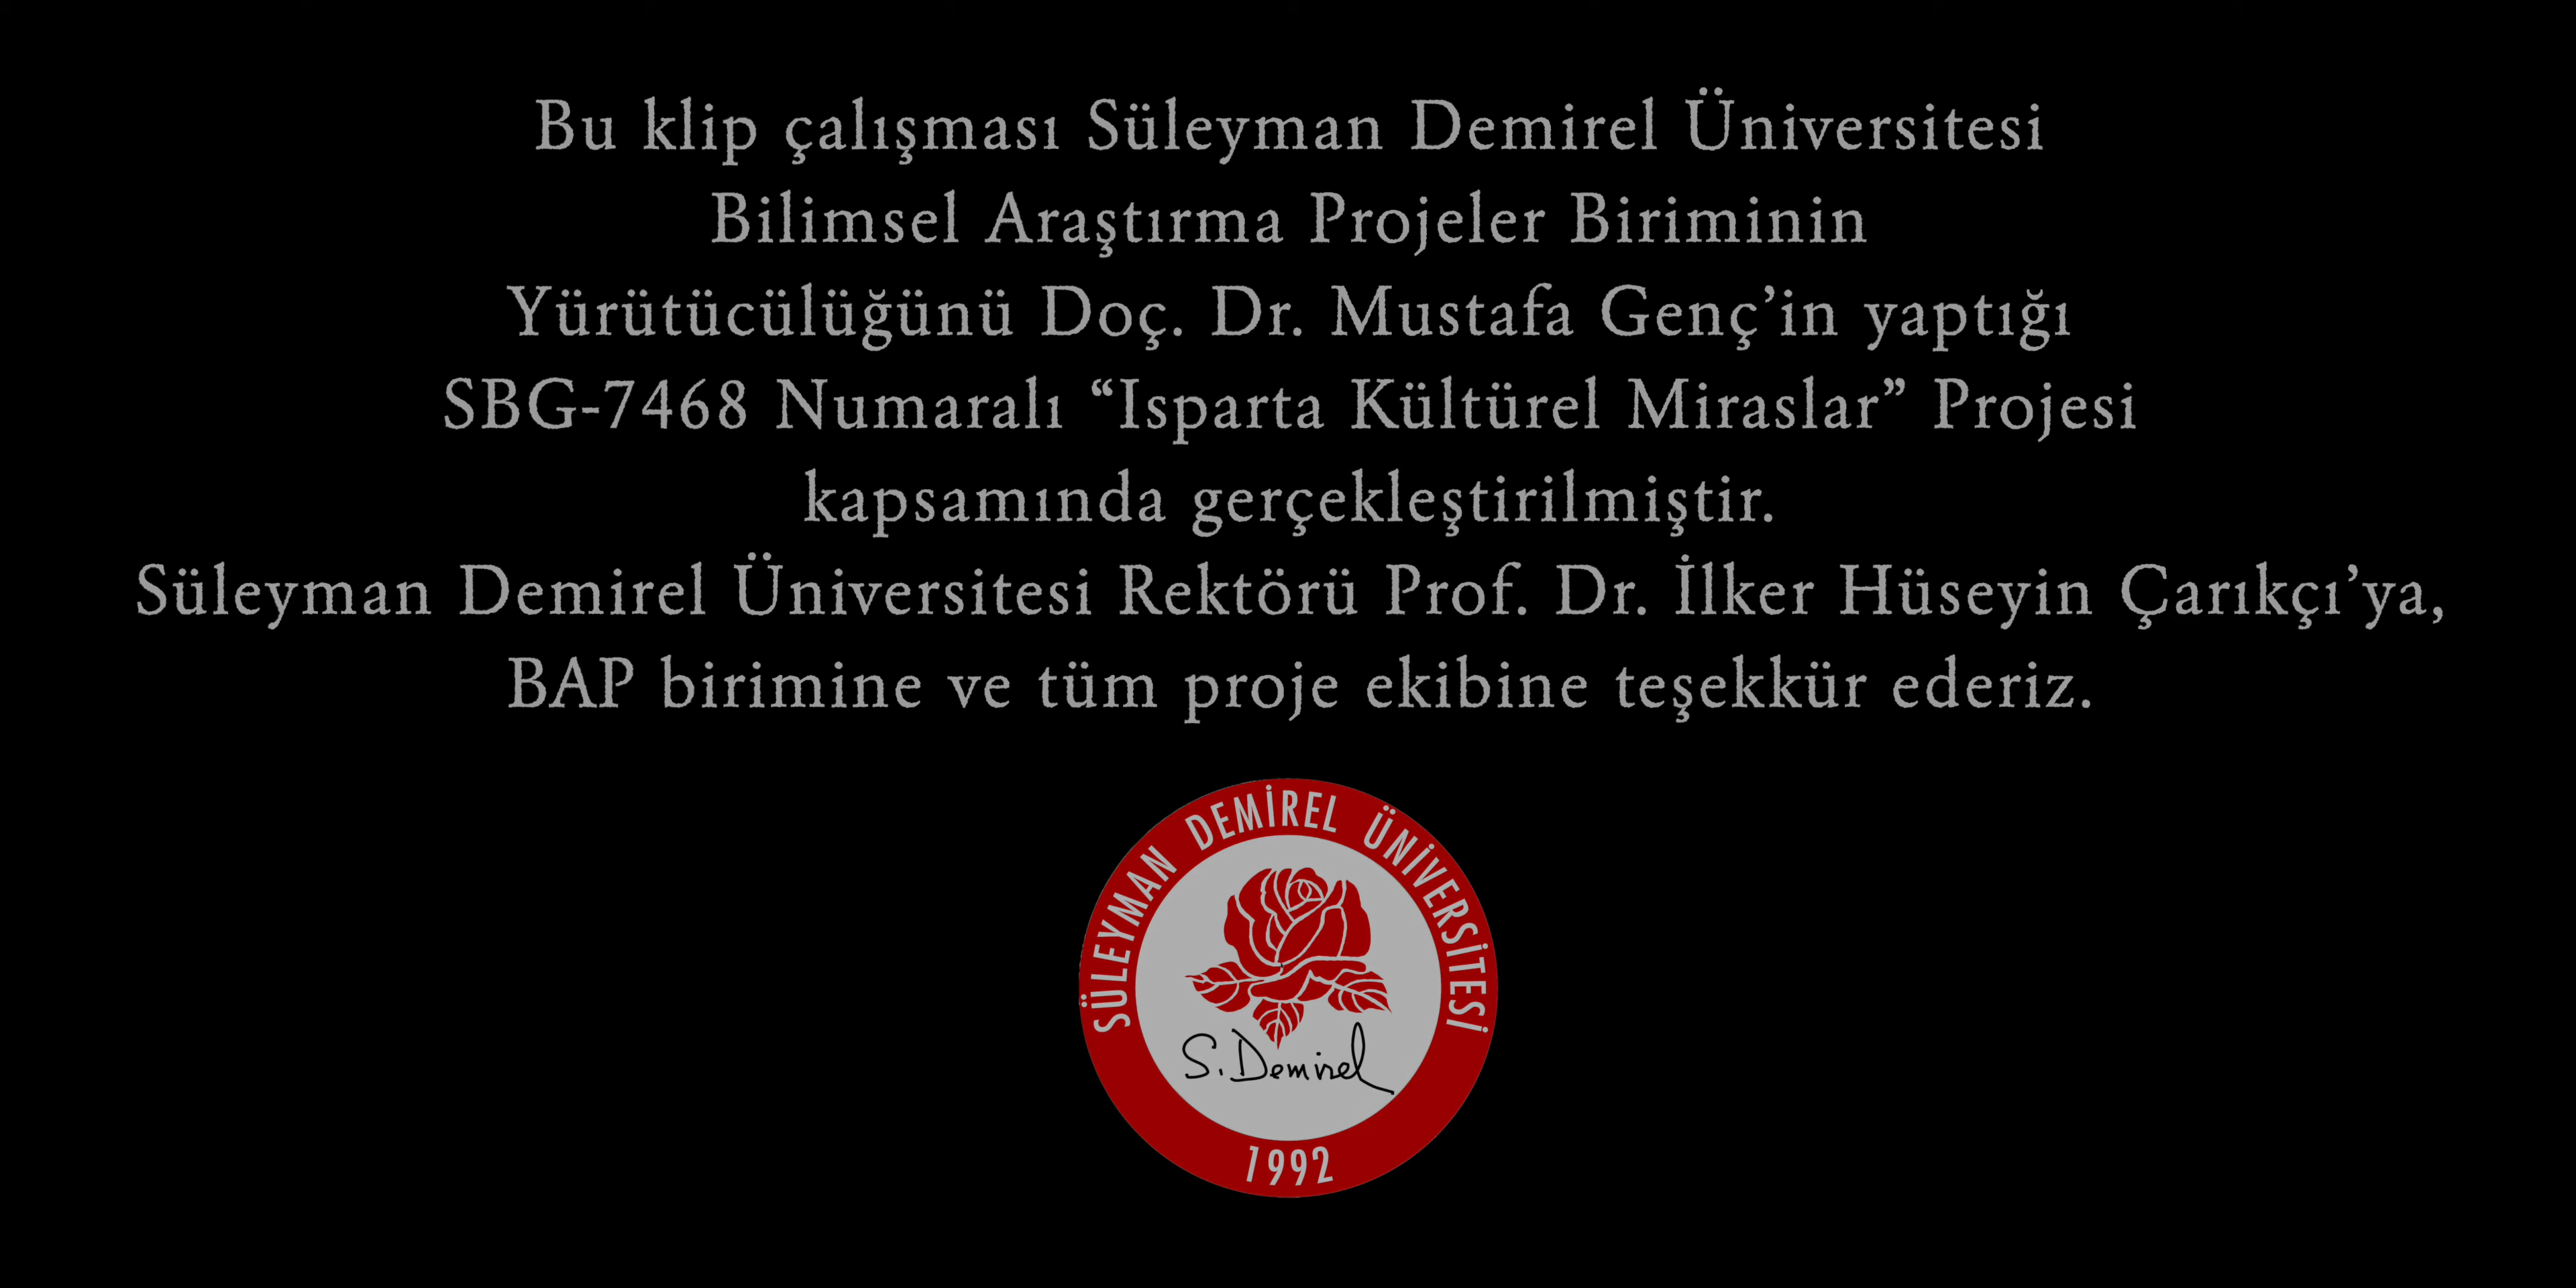 Bu klip çalışması Süleyman Demirel Üniversitesi
Bilimsel Araştırma Projeler Biriminin
Yürütücülüğünü Doç. Dr. Mustafa Genç’in yaptığı
SBG-7468 Numaralı “Isparta Kültürel Miraslar” Projesi
kapsamında gerçekleştirilmiştir.
Süleyman Demirel Üniversitesi Rektörü Prof. Dr. İlker Hüseyin Çarıkçı’ya,
BAP birimine ve tüm proje ekibine teşekkür ederiz.
SÜLEYMAN DEMİREL ÜNİVERSİTESİ
S. Demirel
1992